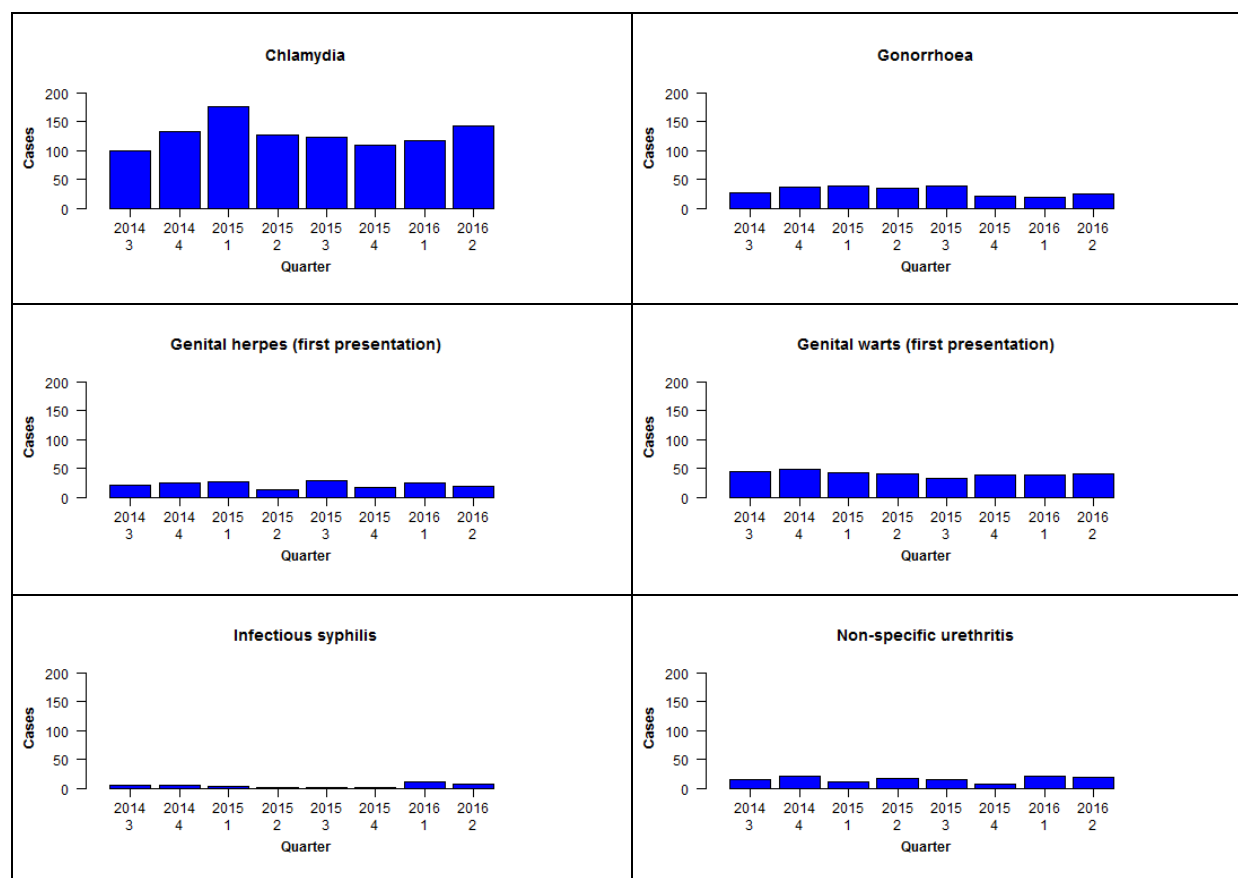 Chlamydia
200
150
100
50
0
Cases
2014 2014 2015 2015 2015 2015 2016 2016
3 4 1 2 3 4 1 2
Quarter
Gonorrhoea
200
150
100
50
0
Cases
2014 2014 2015 2015 2015 2015 2016 2016
3 4 1 2 3 4 1 2
Quarter
Genital herpes (first presentation)
200
150
100
50
0
Cases
2014 2014 2015 2015 2015 2015 2016 2016
3 4 1 2 3 4 1 2
Quarter
Genital warts (first presentation)
200
150
100
50
0
Cases
2014 2014 2015 2015 2015 2015 2016 2016
3 4 1 2 3 4 1 2
Quarter
Infectious syphilis
200
150
100
50
0
Cases
2014 2014 2015 2015 2015 2015 2016 2016
3 4 1 2 3 4 1 2
Quarter
Non-specific urethritis
200
150
100
50
0
Cases
2014 2014 2015 2015 2015 2015 2016 2016
3 4 1 2 3 4 1 2
Quarter